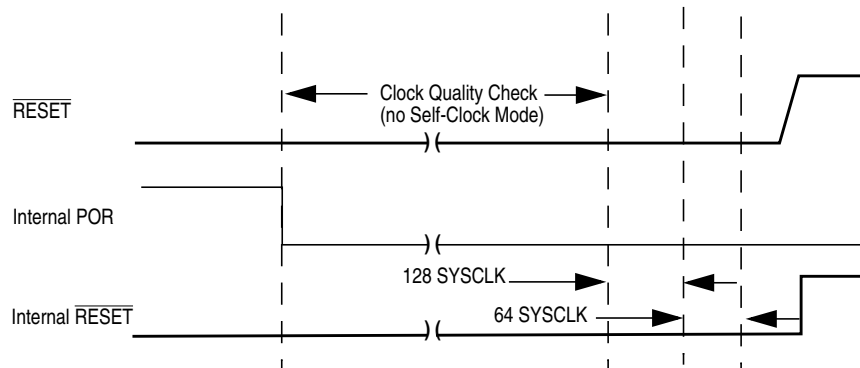 Clock Quality Check
(no Self-Clock Mode)
RESET
)(
Internal POR
)(
128 SYSCLK
64 SYSCLK
Internal RESET
)(